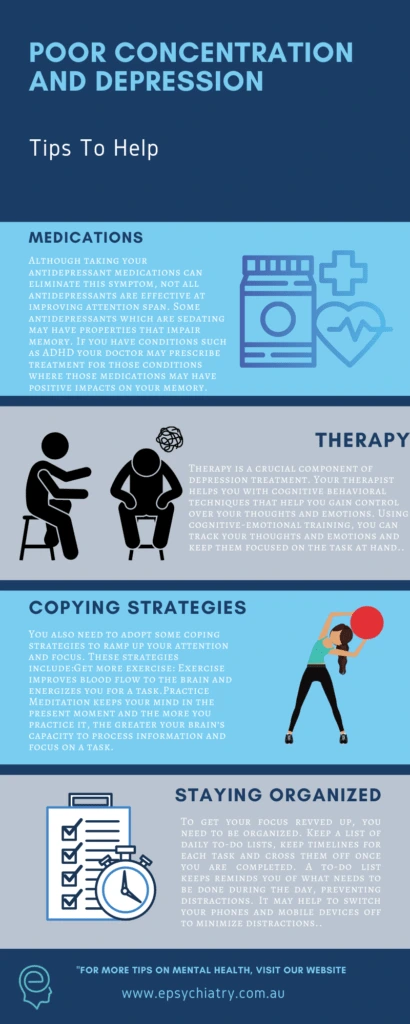 POOR CONCENTRATION
AND DEPRESSION
Tips To Help
MEDICATIONS
Although taking your
antidepressant medications can
eliminate this symptom, not all
antidepressants are effective at
improving attention span. Some
antidepressants which are sedating
may have properties that impair
memory. If you have conditions such
as ADHD your doctor may prescribe
treatment for those conditions
where those medications may have
positive impacts on your memory.
THERAPY
Therapy is a crucial component of
depression treatment. Your therapist
helps you with cognitive behavioral
techniques that help you gain control
over your thoughts and emotions. Using
cognitive-emotional training, you can
track your thoughts and emotions and
keep them focused on the task at hand..
COPYING STRATEGIES
You also need to adopt some coping
strategies to ramp up your attention
and focus. These strategies
include:Get more exercise: Exercise
improves blood flow to the brain and
energizes you for a task.Practice
Meditation keeps your mind in the
present moment and the more you
practice it, the greater your brain's
capacity to process information and
focus on a task.
STAYING ORGANIZED
To get your focus revved up, you
need to be organized. Keep a list of
daily to-do lists, keep timelines for
each task and cross them off once
you are completed. A to-do list
keeps reminds you of what needs to
be done during the day, preventing
distractions. It may help to switch
your phones and mobile devices off
to minimize distractions..
"FOR MORE TIPS ON MENTAL HEALTH, VISIT OUR WEBSITE
www.epsychiatry.com.au